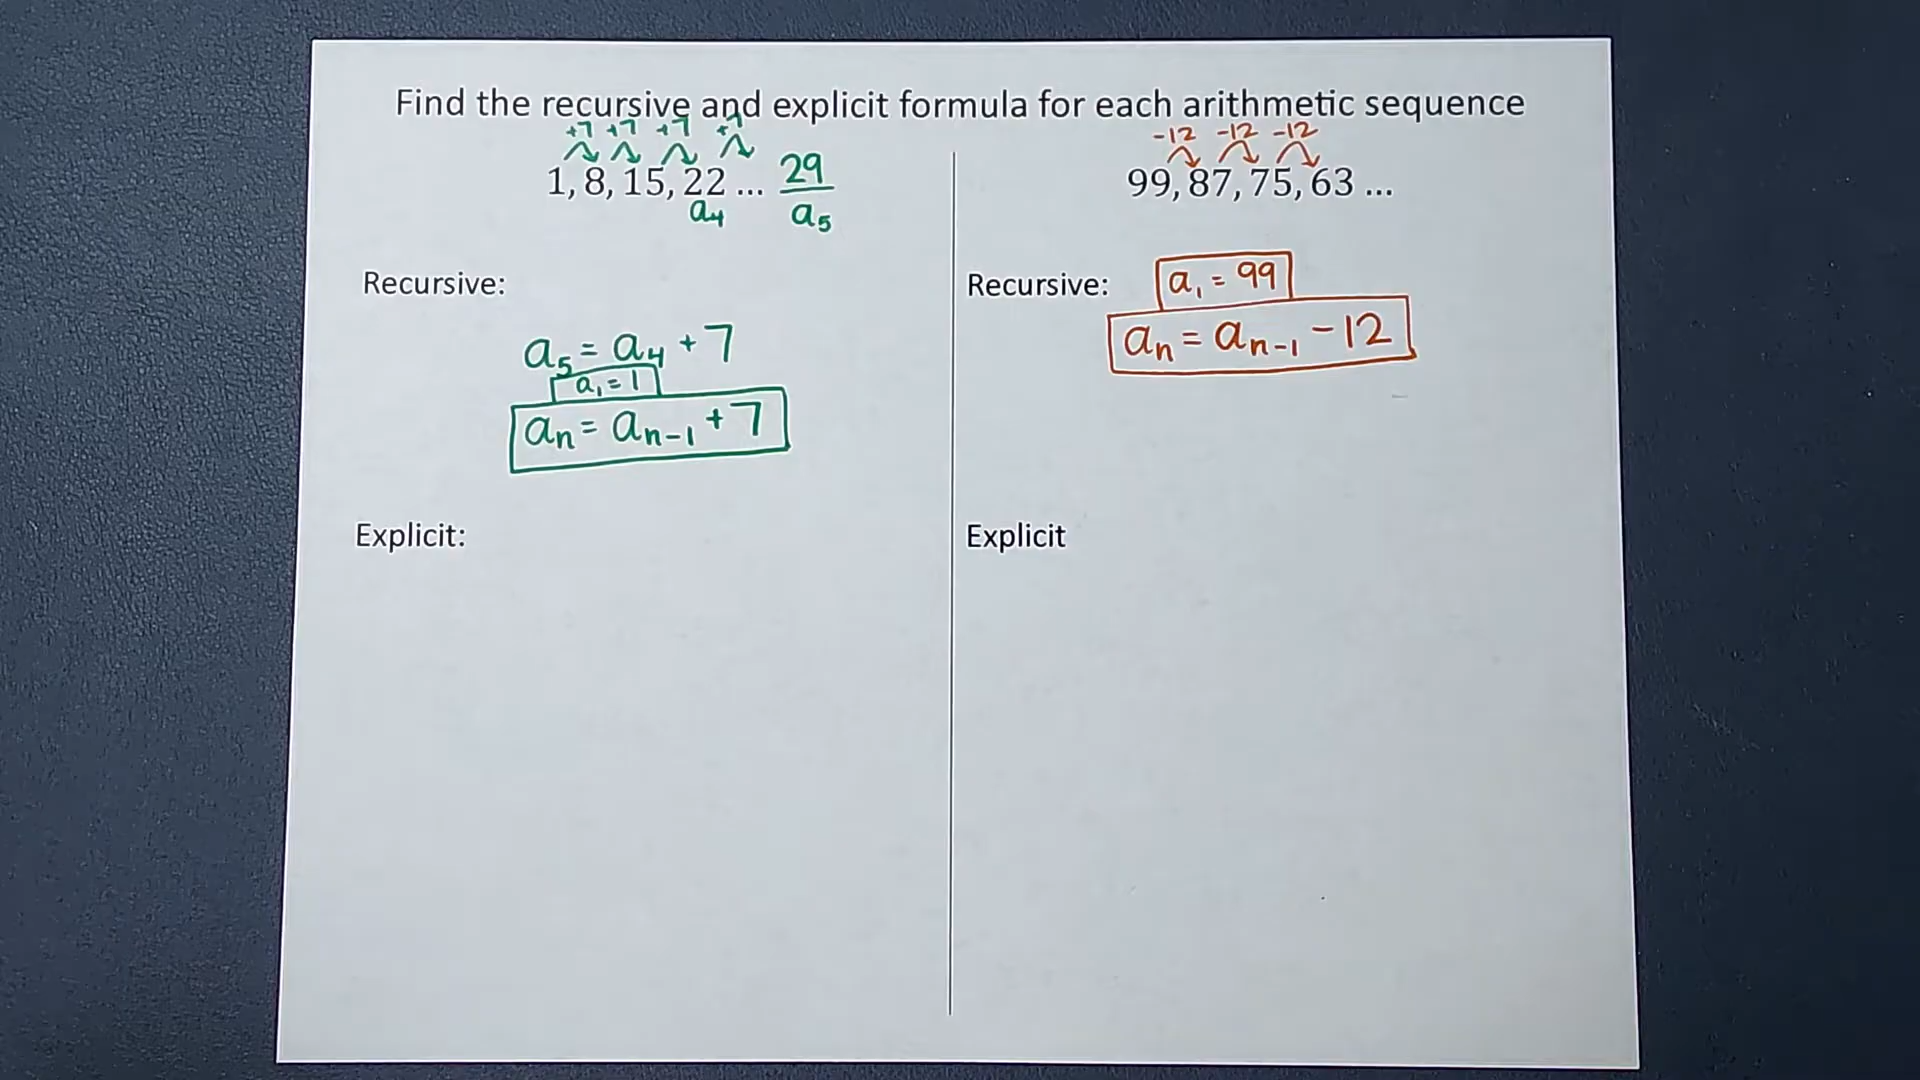 Find the recursive and explicit formula for each arithmetic sequence
+7 +7 +7 +7
1, 8, 15, 22 ... 29
a₄ a₅
Recursive:
a₅ = a₄ + 7
a₁ = 1
aₙ = aₙ₋₁ + 7
Explicit:
-12 -12 -12
99, 87, 75, 63 ...
Recursive: a₁ = 99
aₙ = aₙ₋₁ - 12
Explicit